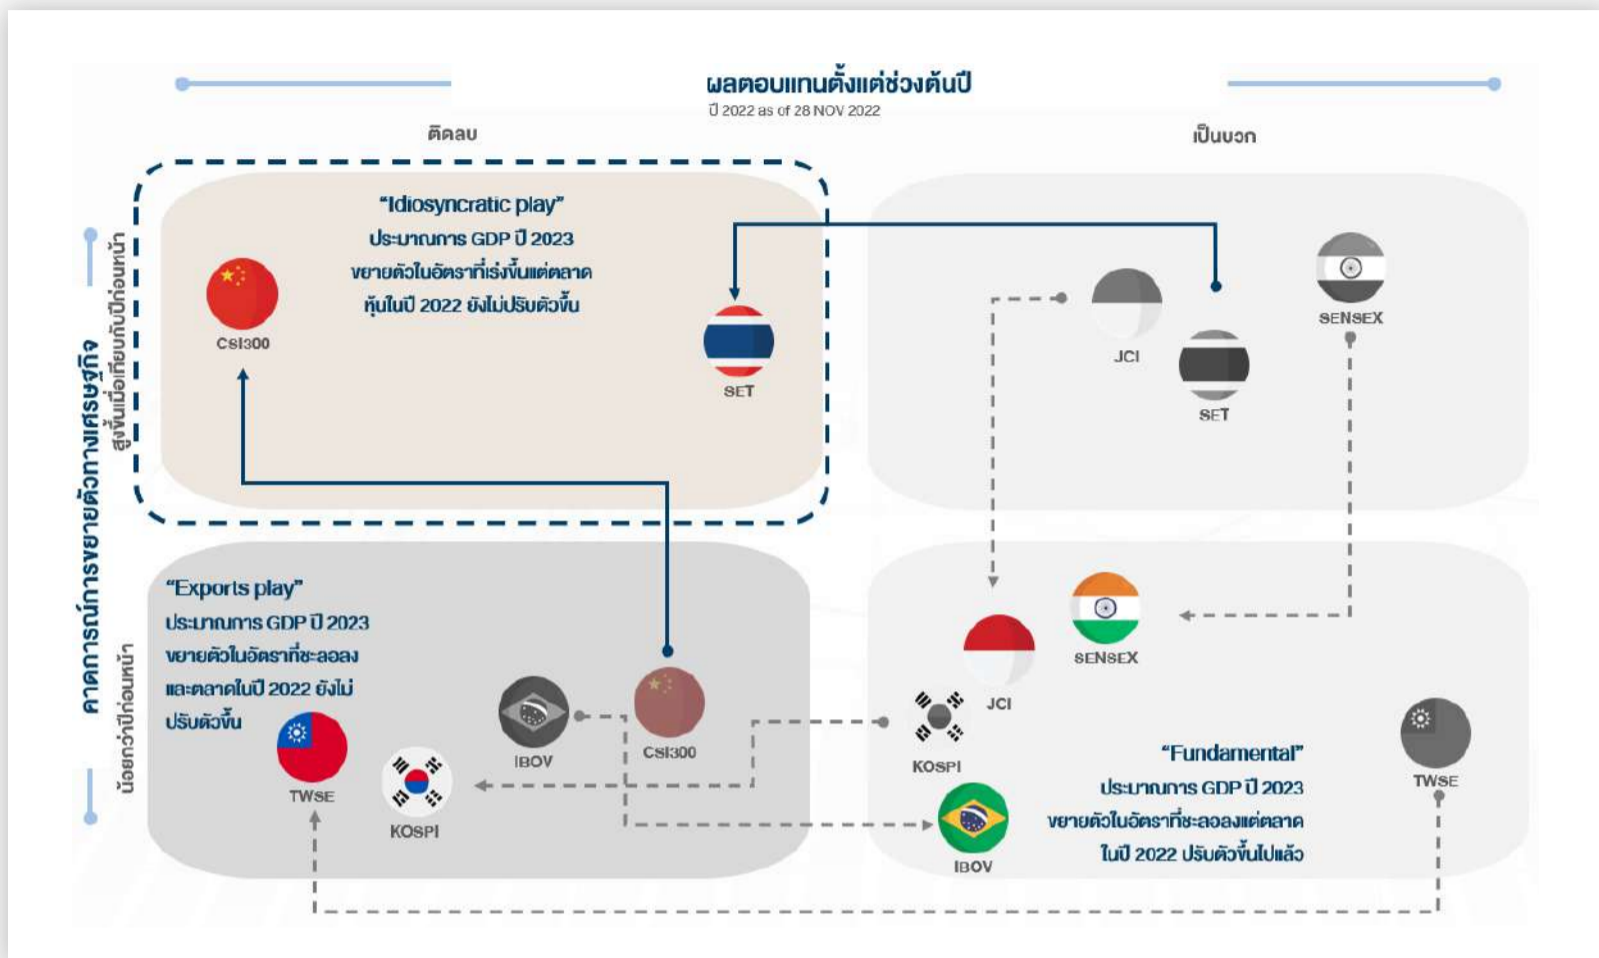 ผลตอบแทนตั้งแต่ช่วงต้นปี
ปี 2022 as of 28 NOV 2022
ติดลบ
เป็นบวก
คาดการณ์การขยายตัวทางเศรษฐกิจ
สูงขึ้นเมื่อเทียบกับปีก่อนหน้า
น้อยกว่าปีก่อนหน้า
“Idiosyncratic play”
ประมาณการ GDP ปี 2023
ขยายตัวในอัตราที่เร่งขึ้นแต่ตลาด
หุ้นในปี 2022 ยังไม่ปรับตัวขึ้น
CSI300
SET
JCI
SET
SENSEX
“Exports play”
ประมาณการ GDP ปี 2023
ขยายตัวในอัตราที่ชะลอลง
และตลาดในปี 2022 ยังไม่
ปรับตัวขึ้น
TWSE
KOSPI
IBOV
CSI300
SENSEX
JCI
KOSPI
IBOV
“Fundamental”
ประมาณการ GDP ปี 2023
ขยายตัวในอัตราที่ชะลอลงแต่ตลาด
ในปี 2022 ปรับตัวขึ้นไปแล้ว
TWSE